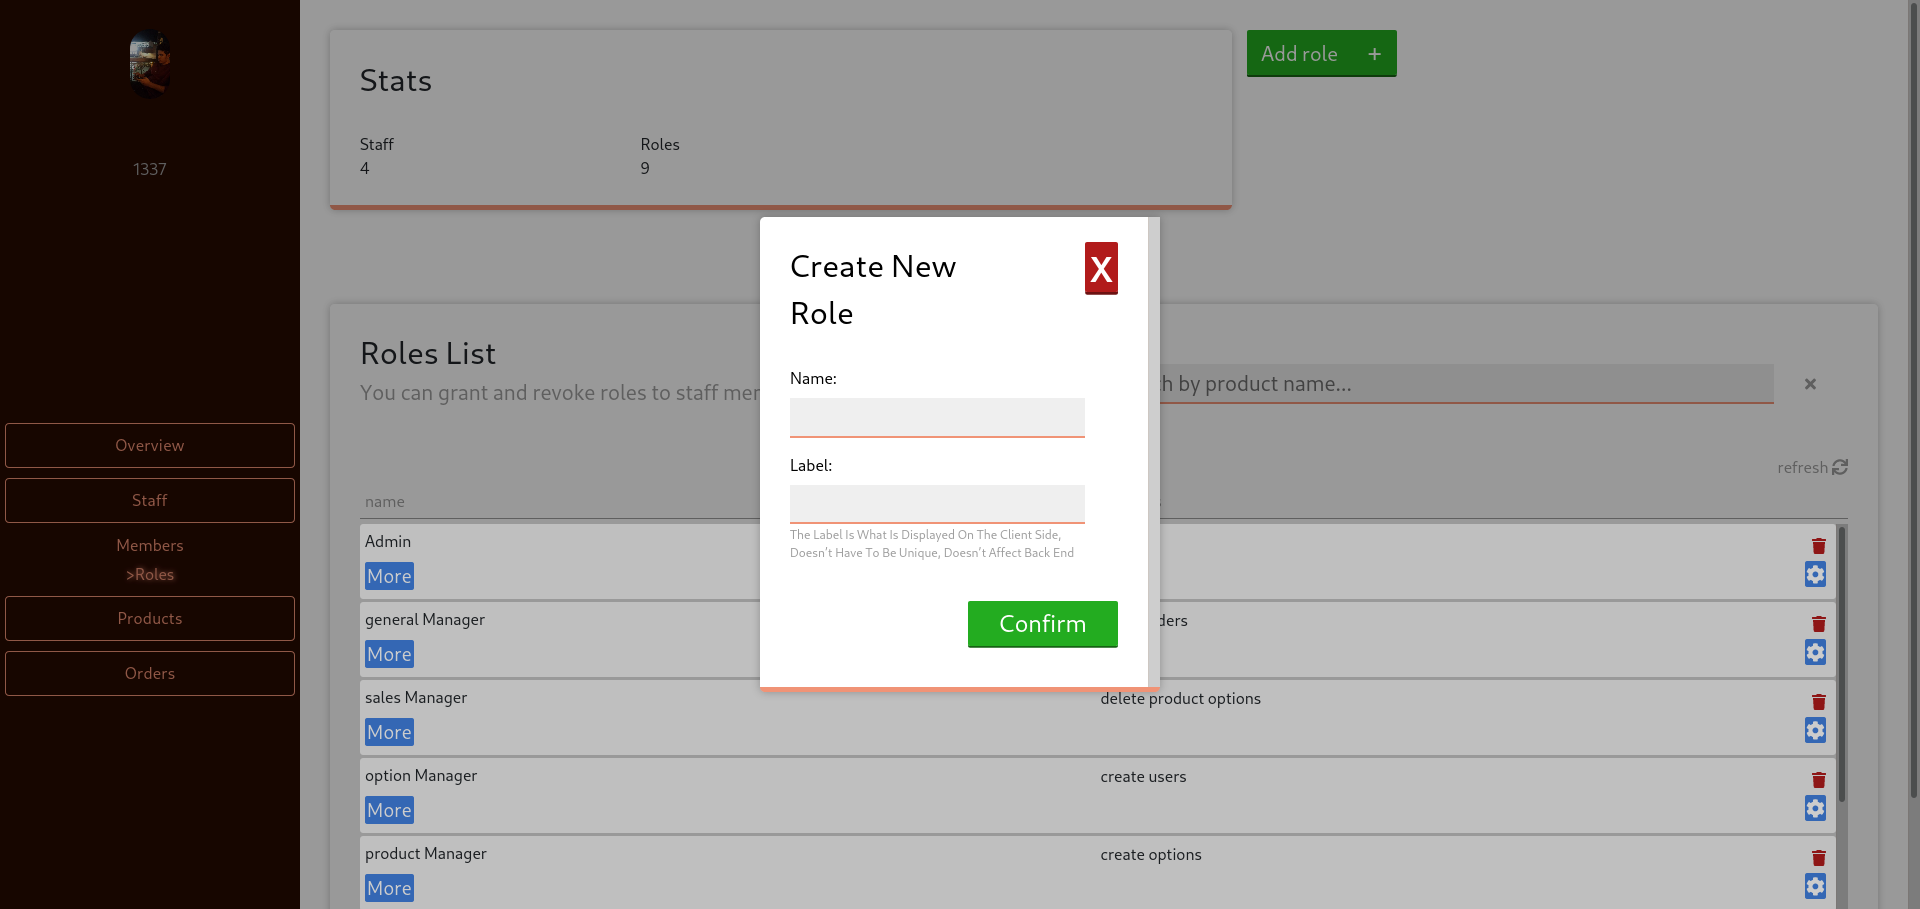 1337
Overview
Staff
Members
>Roles
Products
Orders
Stats
Staff
4
Roles
9
Add role +
Create New
Role
X
Name:
Label:
The Label Is What Is Displayed On The Client Side,
Doesn't Have To Be Unique, Doesn't Affect Back End
Confirm
Roles List
You can grant and revoke roles to staff
by product name...
×
refresh
name
Admin
More
general Manager
More
sales Manager
delete product options
More
option Manager
create users
More
product Manager
create options
More